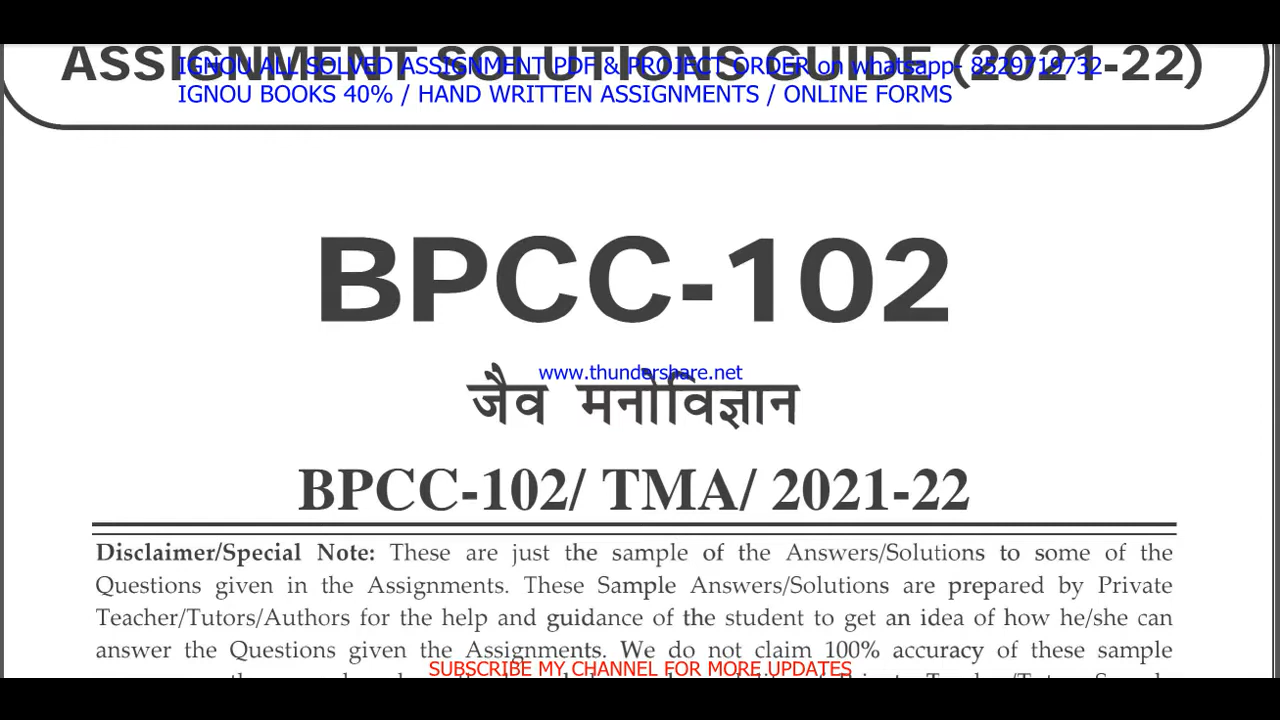 ASSIGNMENT SOLUTIONS GUIDE (2021-22)
IGNOU ALL SOLVED ASSIGNMENT PDF & PROJECT ORDER on whatsapp- 8529719732
IGNOU BOOKS 40% / HAND WRITTEN ASSIGNMENTS / ONLINE FORMS
BPCC-102
www.thundershare.net
जैव मनोविज्ञान
BPCC-102/ TMA/ 2021-22
Disclaimer/Special Note: These are just the sample of the Answers/Solutions to some of the
Questions given in the Assignments. These Sample Answers/Solutions are prepared by Private
Teacher/Tutors/Authors for the help and guidance of the student to get an idea of how he/she can
answer the Questions given the Assignments. We do not claim 100% accuracy of these sample
SUBSCRIBE MY CHANNEL FOR MORE UPDATES